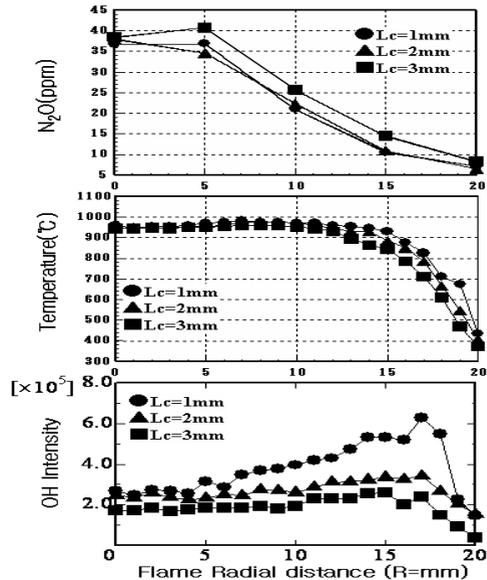 N₂O(ppm)
45
40
35
30
25
20
15
10
5
Lc=1mm
Lc=2mm
Lc=3mm
0 5 10 15 20
Temperature(℃)
1100
1000
900
800
700
600
500
400
300
Lc=1mm
Lc=2mm
Lc=3mm
0 5 10 15 20
[×10⁵]
OH Intensity
8.0
6.0
4.0
2.0
Lc=1mm
Lc=2mm
Lc=3mm
0 5 10 15 20
Flame Radial distance (R=mm)